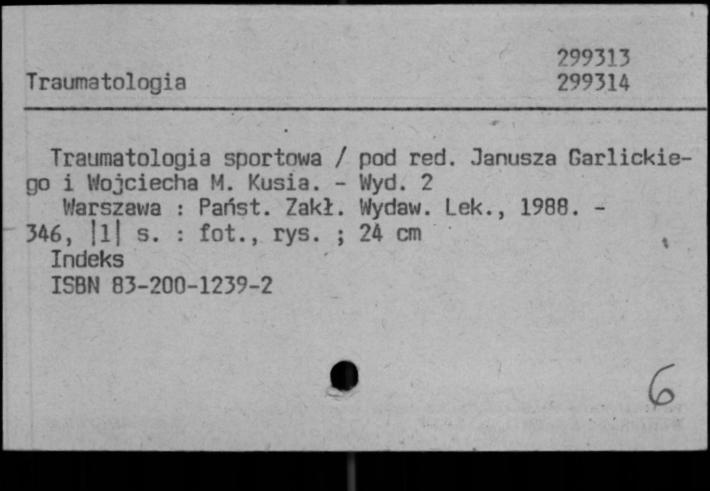 299313
Traumatologia 299314
Traumatologia sportowa / pod red. Janusza Garlickie-
go i Wojciecha M. Kusia. - Wyd. 2
Warszawa : Państ. Zakł. Wydaw. Lek., 1988. -
346, |1| s. : fot., rys. ; 24 cm
Indeks
ISBN 83-200-1239-2
6